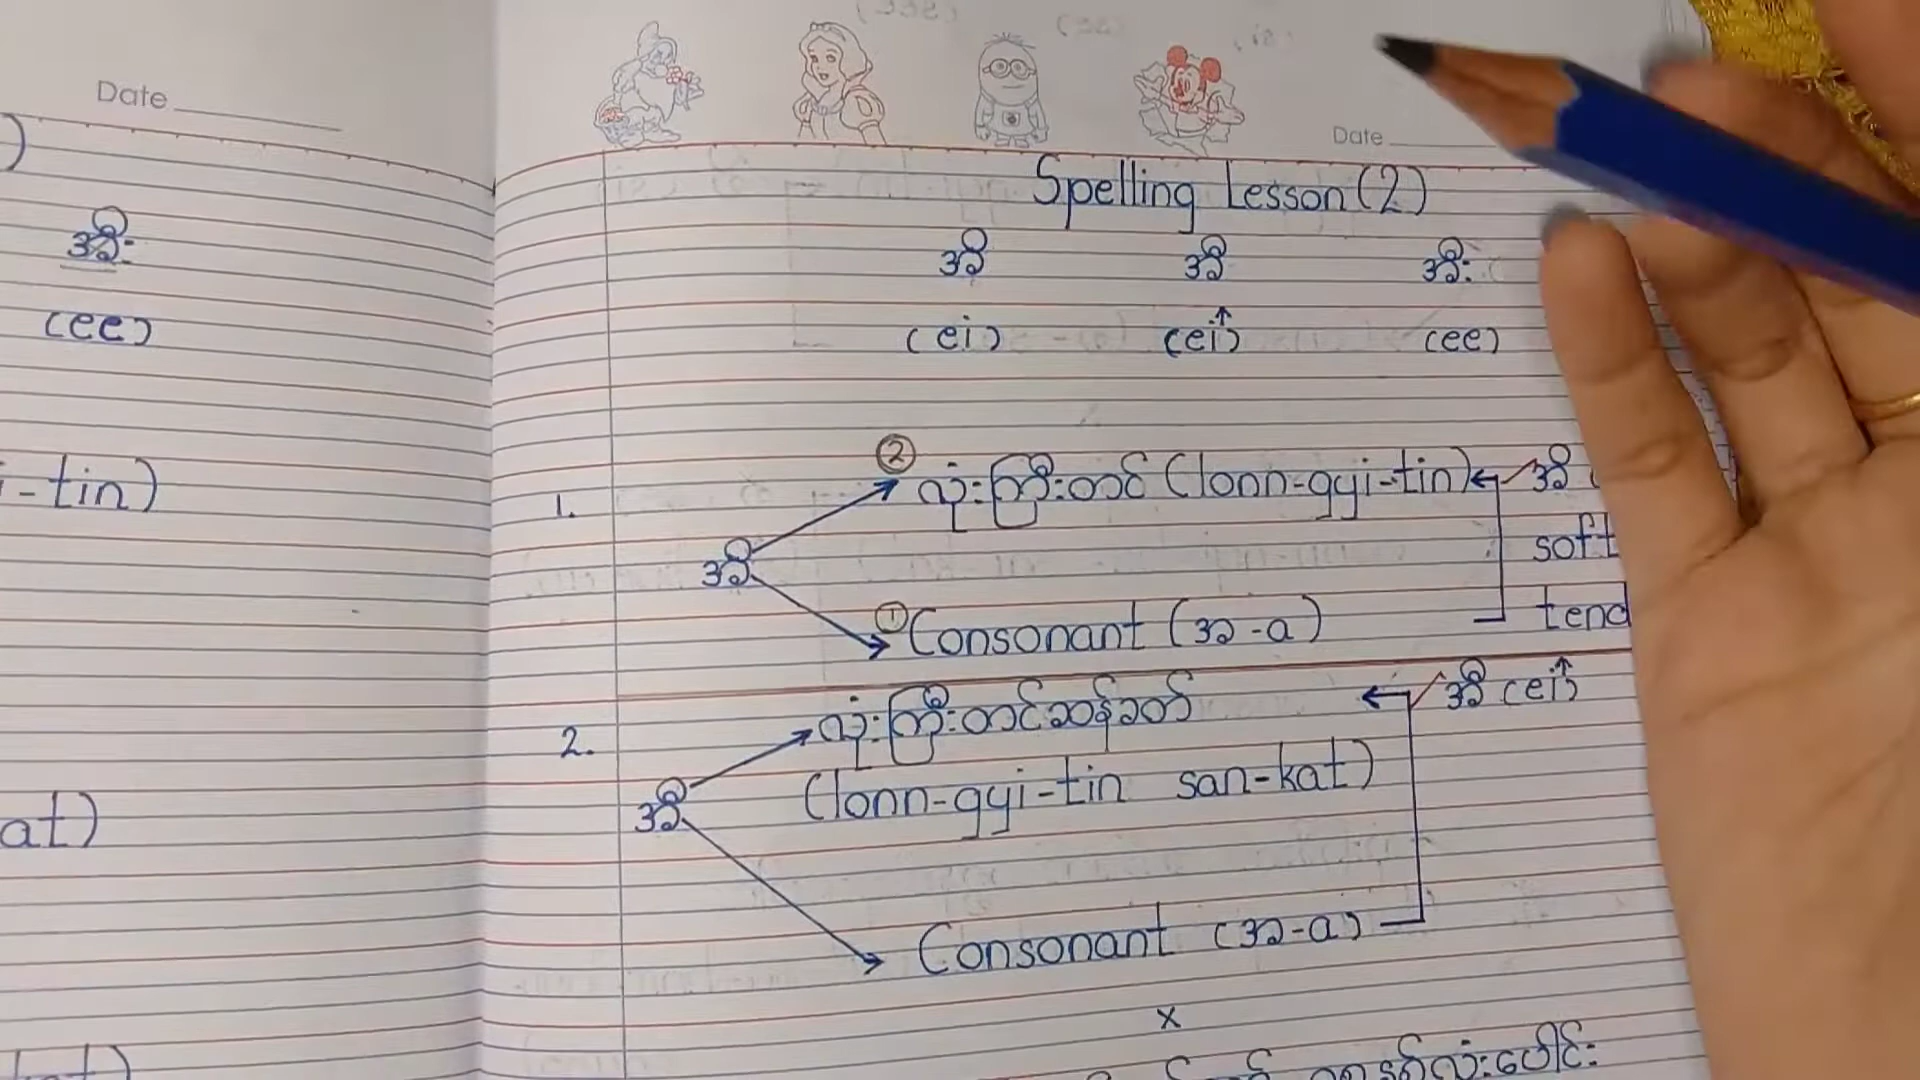 Date
အီး
(ee)
i-tin)
at)
Date
Spelling Lesson (2)
အိ အီ အီး
(ei) (ei↑) (ee)
1.
② လုံးကြီးတင် (lonn-gyi-tin) ← အိ
အိ
soft
① Consonant (အ-a)
tend
2.
လုံးကြီးတင်ဆန်ခတ် ← အီ (ei↑)
အီ
(lonn-gyi-tin san-kat)
Consonant (အ-a)
x